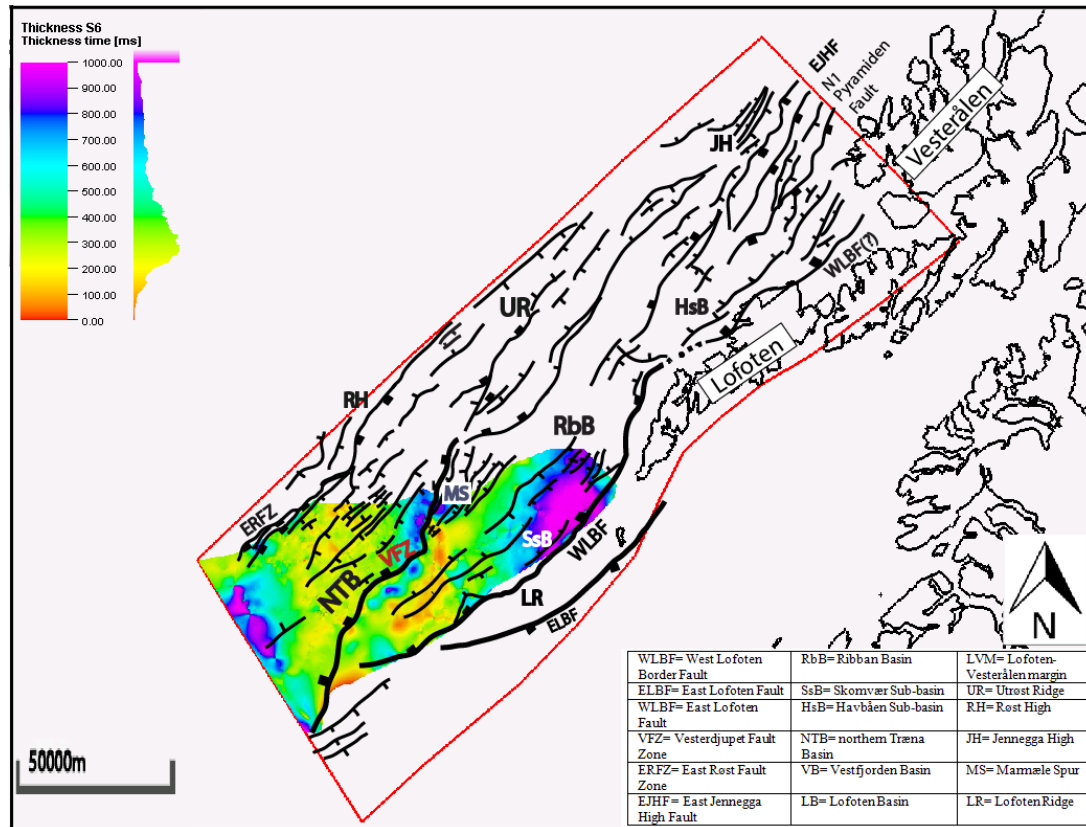 Thickness S6
Thickness time [ms]
1000.00
900.00
800.00
700.00
600.00
500.00
400.00
300.00
200.00
100.00
0.00
EJHF
N1
Pyramiden
Fault
Vesterålen
JH
WLBF(?)
UR
HsB
Lofoten
RH
RbB
MS
ERFZ
VFZ
SsB
WLBF
NTB
LR
ELBF
N
50000m
WLBF= West Lofoten Border Fault
RbB= Ribban Basin
LVM= Lofoten-Vesterålen margin
ELBF= East Lofoten Fault
SsB= Skomvær Sub-basin
UR= Utrøst Ridge
WLBF= East Lofoten Fault
HsB= Havbåen Sub-basin
RH= Røst High
VFZ= Vesterdjupet Fault Zone
NTB= northern Træna Basin
JH= Jennegga High
ERFZ= East Røst Fault Zone
VB= Vestfjorden Basin
MS= Marmæle Spur
EJHF= East Jennegga High Fault
LB= Lofoten Basin
LR= Lofoten Ridge